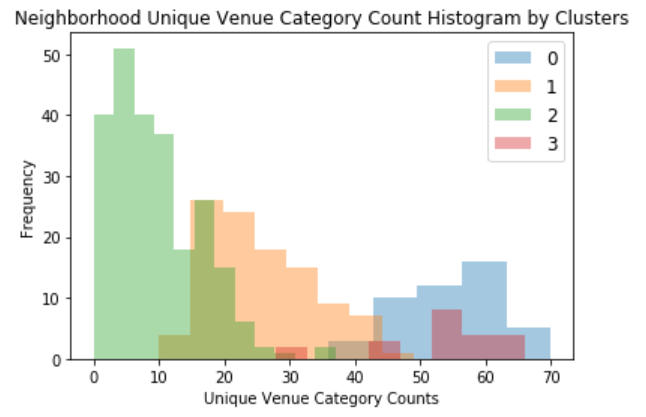 Neighborhood Unique Venue Category Count Histogram by Clusters
50
40
30
20
10
0
Frequency
0
1
2
3
0 10 20 30 40 50 60 70
Unique Venue Category Counts